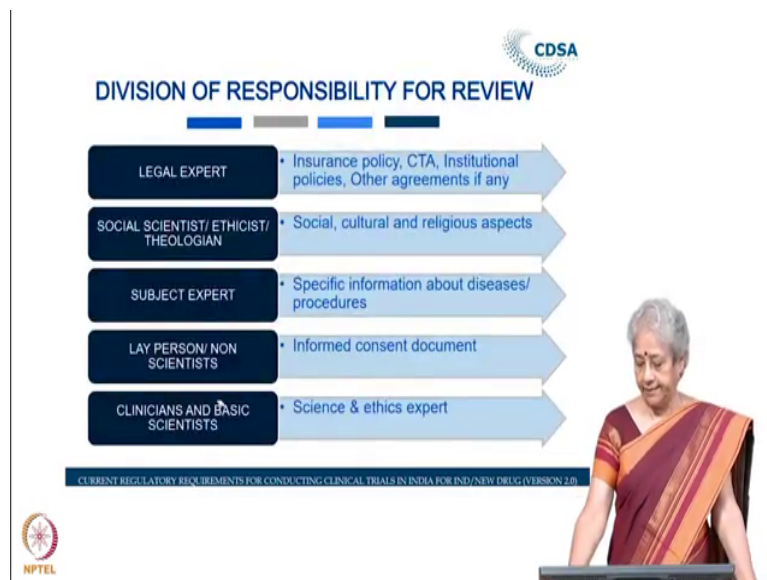 CDSA
DIVISION OF RESPONSIBILITY FOR REVIEW
LEGAL EXPERT
• Insurance policy, CTA, Institutional
policies, Other agreements if any
SOCIAL SCIENTIST/ ETHICIST/
THEOLOGIAN
• Social, cultural and religious aspects
SUBJECT EXPERT
• Specific information about diseases/
procedures
LAY PERSON/ NON
SCIENTISTS
• Informed consent document
CLINICIANS AND BASIC
SCIENTISTS
• Science & ethics expert
CURRENT REGULATORY REQUIREMENTS FOR CONDUCTING CLINICAL TRIALS IN INDIA FOR IND/NEW DRUG (VERSION 2.0)
NPTEL